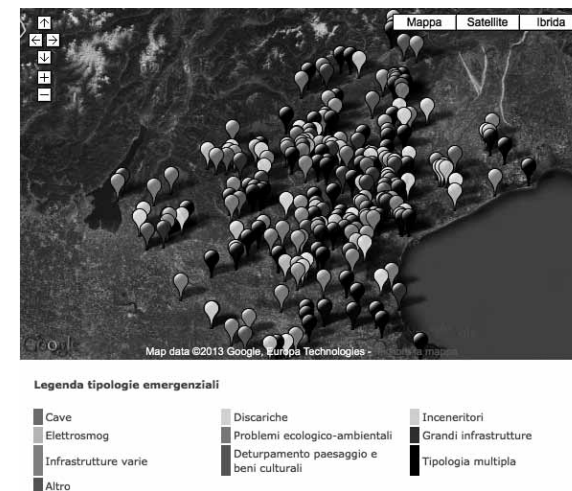 Mappa Satellite Ibrida
Google
Map data ©2013 Google, Europa Technologies -
Legenda tipologie emergenziali
Cave
Discariche
Inceneritori
Elettrosmog
Problemi ecologico-ambientali
Grandi infrastrutture
Infrastrutture varie
Deturpamento paesaggio e
beni culturali
Tipologia multipla
Altro